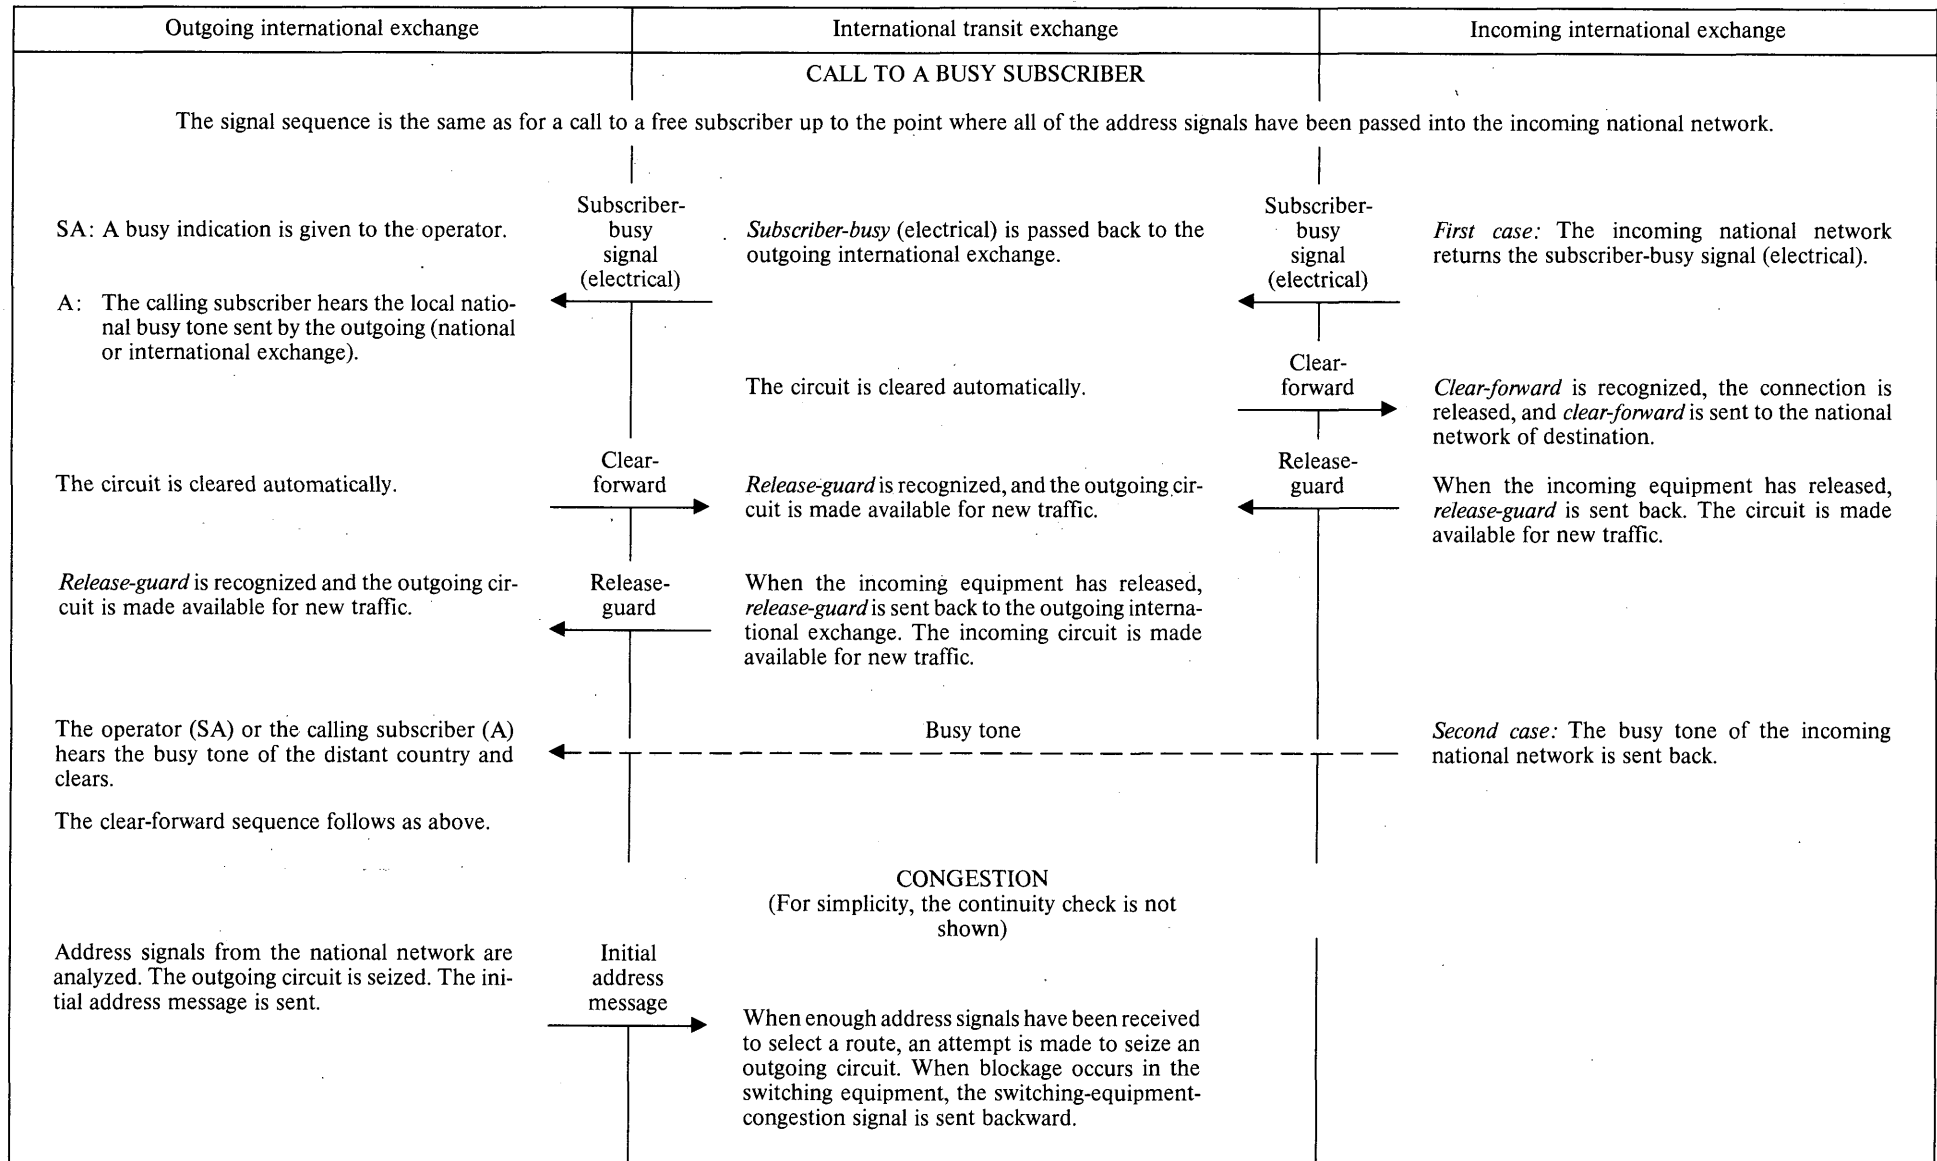 Outgoing international exchange
International transit exchange
Incoming international exchange
CALL TO A BUSY SUBSCRIBER
The signal sequence is the same as for a call to a free subscriber up to the point where all of the address signals have been passed into the incoming national network.
SA: A busy indication is given to the operator.
A: The calling subscriber hears the local natio-
nal busy tone sent by the outgoing (national
or international exchange).
Subscriber-
busy
signal
(electrical)
Subscriber-busy (electrical) is passed back to the
outgoing international exchange.
Subscriber-
busy
signal
(electrical)
First case: The incoming national network
returns the subscriber-busy signal (electrical).
The circuit is cleared automatically.
Clear-
forward
Clear-forward is recognized, the connection is
released, and clear-forward is sent to the national
network of destination.
The circuit is cleared automatically.
Clear-
forward
Release-guard is recognized, and the outgoing cir-
cuit is made available for new traffic.
Release-
guard
When the incoming equipment has released,
release-guard is sent back. The circuit is made
available for new traffic.
Release-guard is recognized and the outgoing cir-
cuit is made available for new traffic.
Release-
guard
When the incoming equipment has released,
release-guard is sent back to the outgoing interna-
tional exchange. The incoming circuit is made
available for new traffic.
The operator (SA) or the calling subscriber (A)
hears the busy tone of the distant country and
clears.
The clear-forward sequence follows as above.
Busy tone
Second case: The busy tone of the incoming
national network is sent back.
CONGESTION
(For simplicity, the continuity check is not
shown)
Address signals from the national network are
analyzed. The outgoing circuit is seized. The ini-
tial address message is sent.
Initial
address
message
When enough address signals have been received
to select a route, an attempt is made to seize an
outgoing circuit. When blockage occurs in the
switching equipment, the switching-equipment-
congestion signal is sent backward.